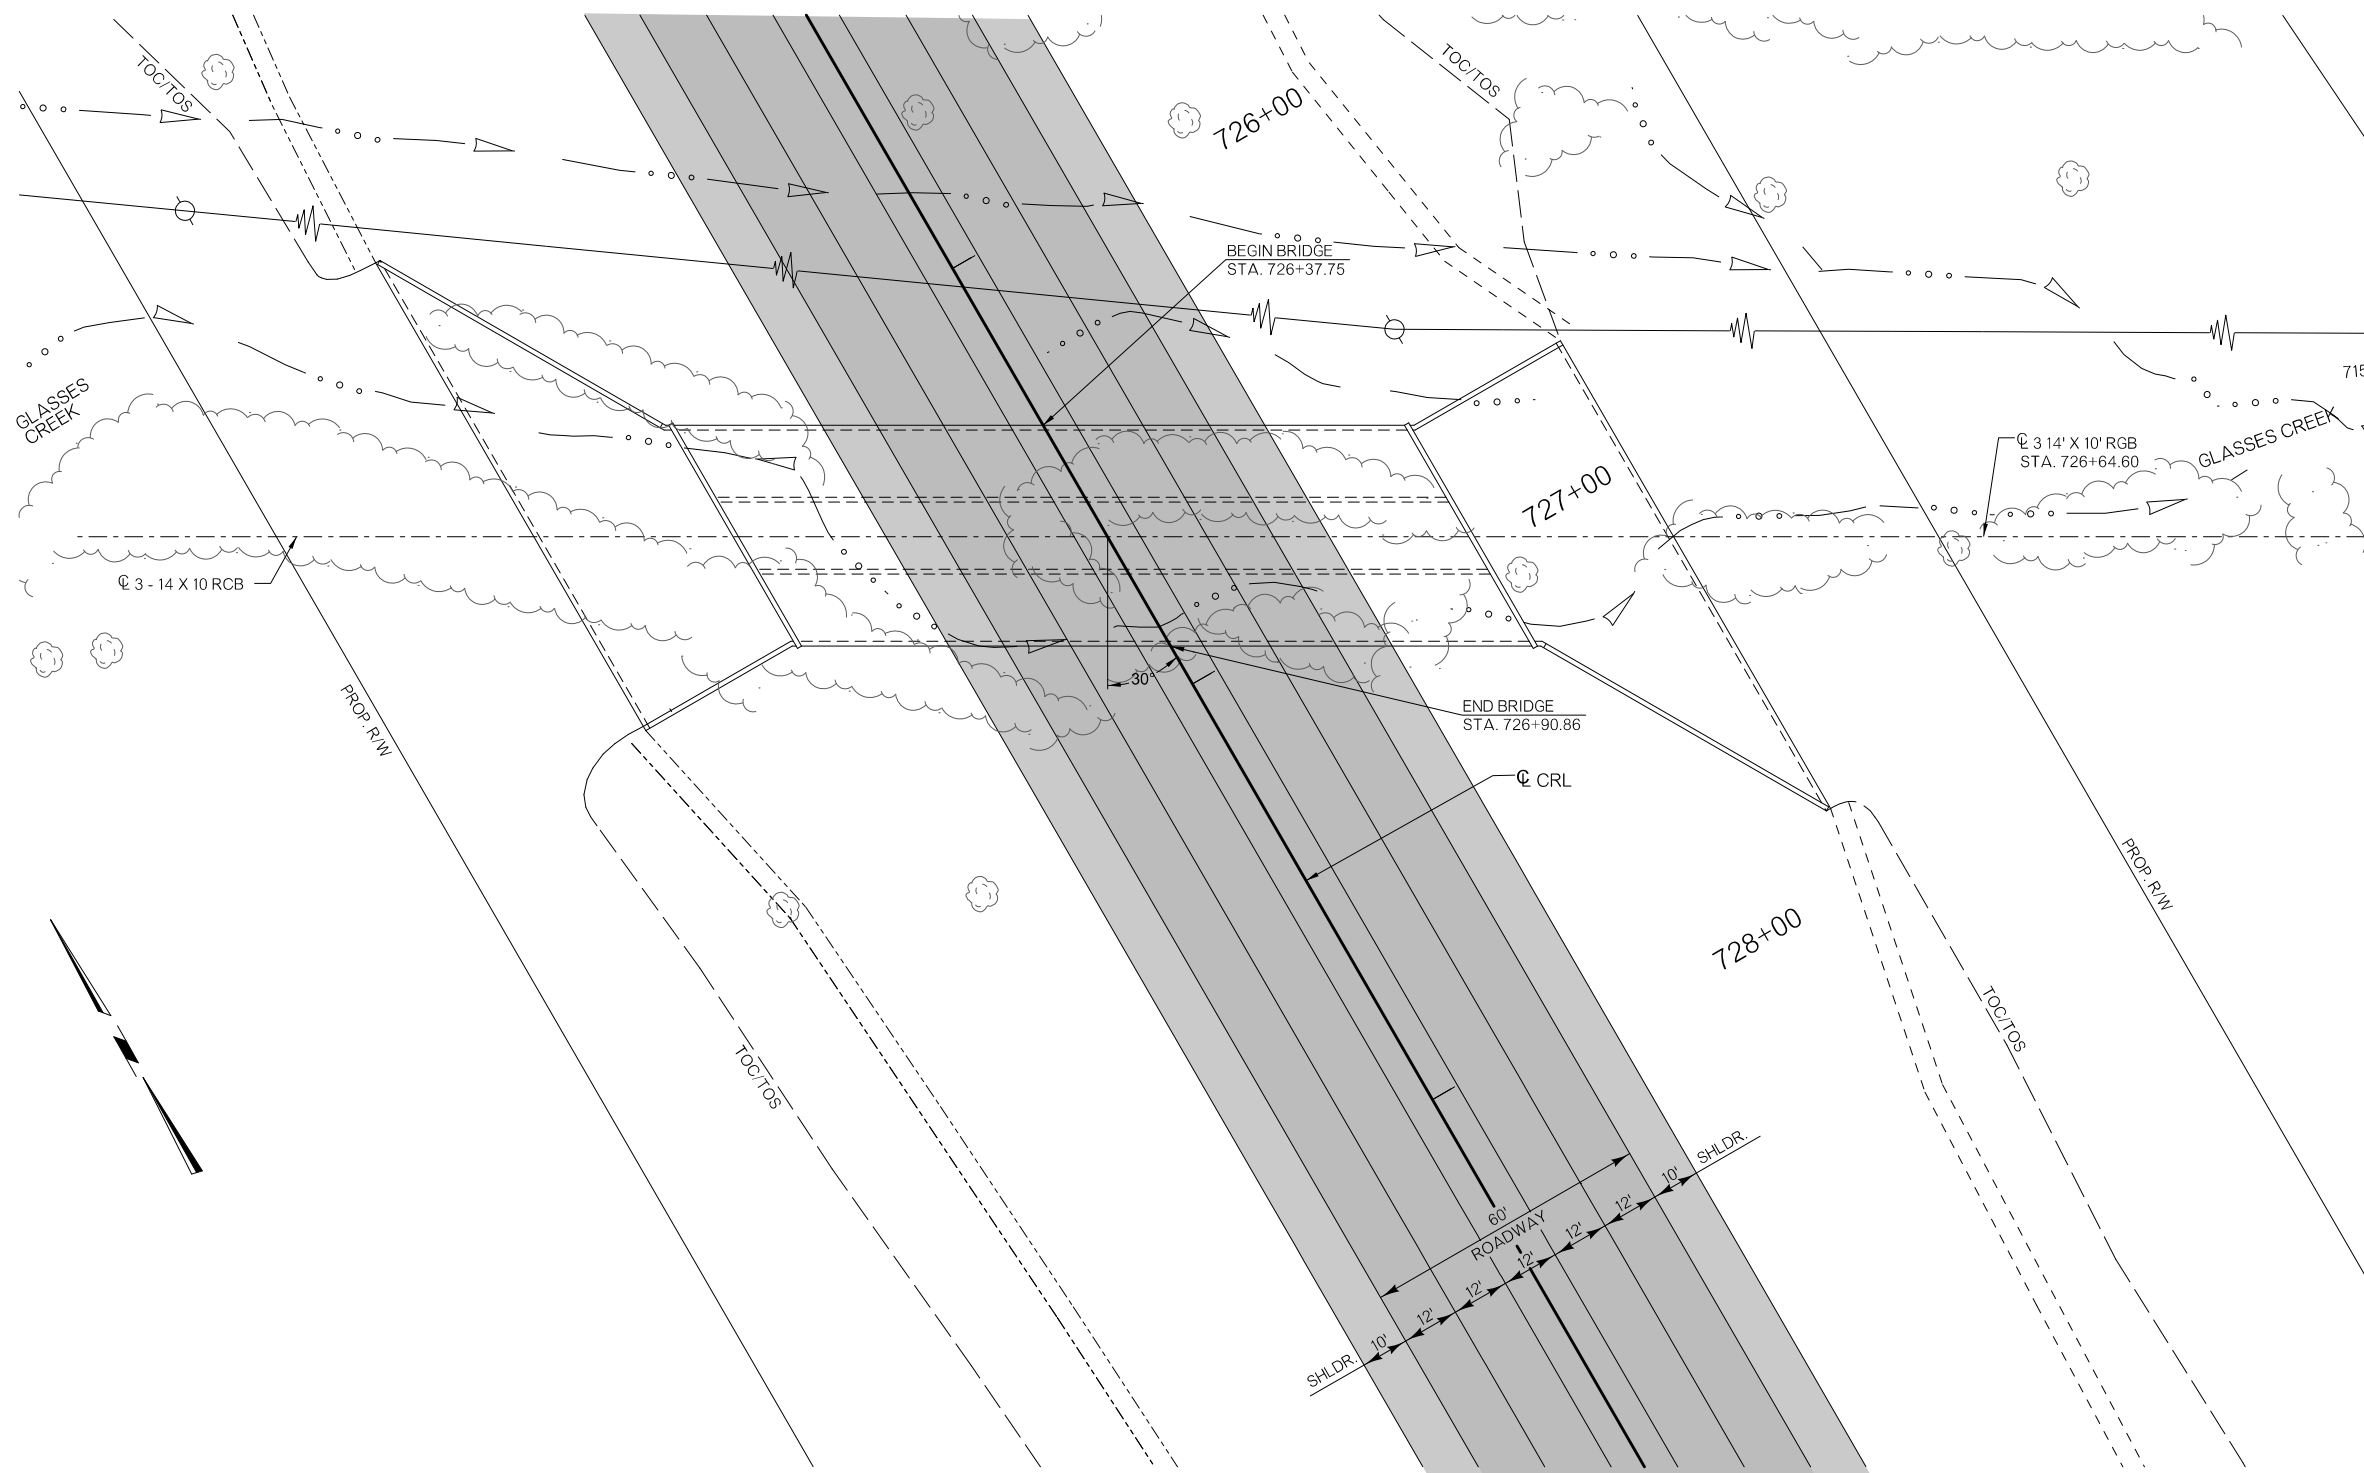 TOC/TOS
TOC/TOS
726+00
BEGIN BRIDGE
STA. 726+37.75
GLASSES
CREEK
715
℄ 3 14' X 10' RGB
STA. 726+64.60
GLASSES CREEK
727+00
℄ 3 - 14 X 10 RCB
30°
PROP. R/W
END BRIDGE
STA. 726+90.86
℄ CRL
PROP. R/W
728+00
TOC/TOS
TOC/TOS
SHLDR.
10'
12'
12'
12'
12'
12'
10'
SHLDR.
60'
ROADWAY